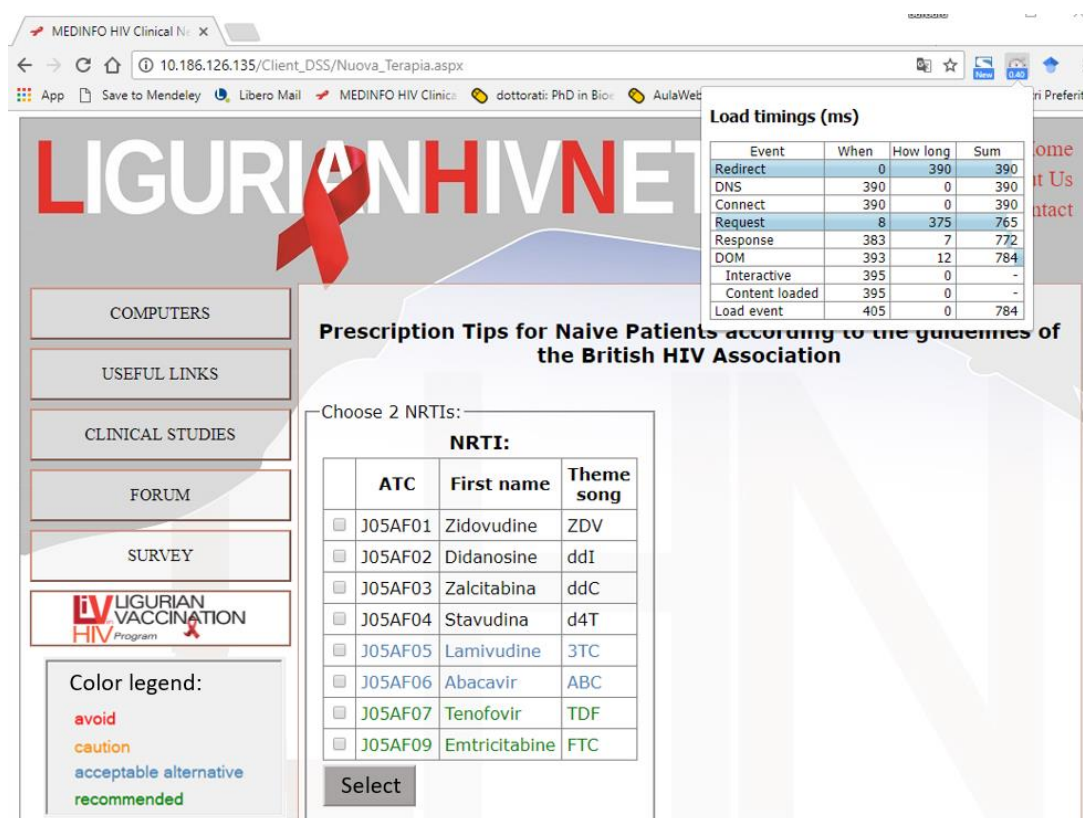 MEDINFO HIV Clinical Ne
10.186.126.135/Client_DSS/Nuova_Terapia.aspx
New
0.40
App Save to Mendeley Libero Mail MEDINFO HIV Clinica dottorati: PhD in Bioe AulaWeb
tri Preferit
Load timings (ms)
Event When How long Sum
Redirect 0 390 390
DNS 390 0 390
Connect 390 0 390
Request 8 375 765
Response 383 7 772
DOM 393 12 784
Interactive 395 0 -
Content loaded 395 0 -
Load event 405 0 784
LIGURIANHIVNET
ome
t Us
ntact
COMPUTERS
USEFUL LINKS
CLINICAL STUDIES
FORUM
SURVEY
LiV LIGURIAN
VACCINATION
HIV Program
Color legend:
avoid
caution
acceptable alternative
recommended
Prescription Tips for Naive Patients according to the guidelines of
the British HIV Association
Choose 2 NRTIs:
NRTI:
ATC First name Theme song
J05AF01 Zidovudine ZDV
J05AF02 Didanosine ddI
J05AF03 Zalcitabina ddC
J05AF04 Stavudina d4T
J05AF05 Lamivudine 3TC
J05AF06 Abacavir ABC
J05AF07 Tenofovir TDF
J05AF09 Emtricitabine FTC
Select